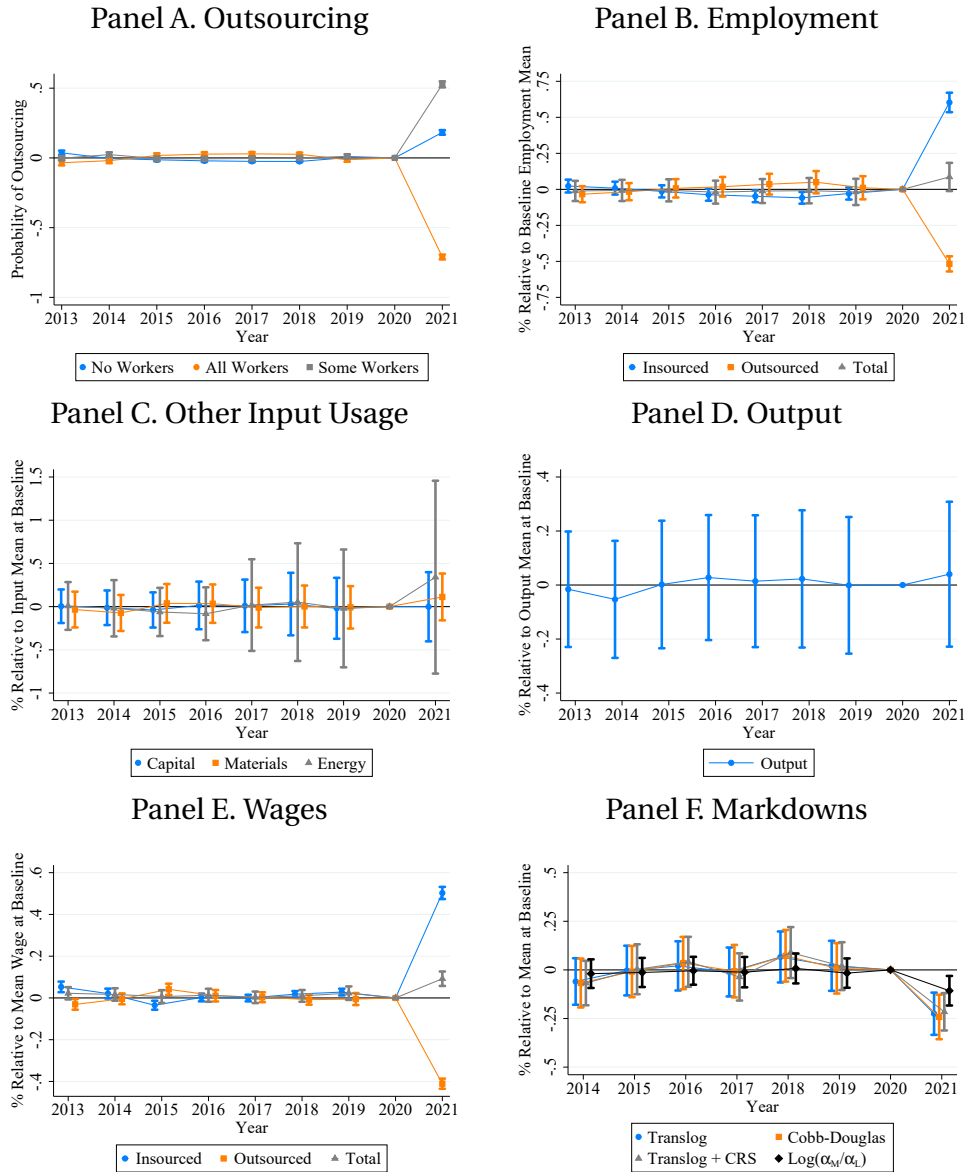 Panel A. Outsourcing
Probability of Outsourcing
.5
0
-.5
-1
2013 2014 2015 2016 2017 2018 2019 2020 2021
Year
No Workers All Workers Some Workers
Panel B. Employment
% Relative to Baseline Employment Mean
.75
.5
.25
0
-.25
-.5
-.75
2013 2014 2015 2016 2017 2018 2019 2020 2021
Year
Insourced Outsourced Total
Panel C. Other Input Usage
% Relative to Input Mean at Baseline
1.5
1
.5
0
-.5
-1
2013 2014 2015 2016 2017 2018 2019 2020 2021
Year
Capital Materials Energy
Panel D. Output
% Relative to Output Mean at Baseline
.4
.2
0
-.2
-.4
2013 2014 2015 2016 2017 2018 2019 2020 2021
Year
Output
Panel E. Wages
% Relative to Mean Wage at Baseline
.6
.4
.2
0
-.2
-.4
2013 2014 2015 2016 2017 2018 2019 2020 2021
Year
Insourced Outsourced Total
Panel F. Markdowns
% Relative to Mean at Baseline
.5
.25
0
-.25
-.5
2014 2015 2016 2017 2018 2019 2020 2021
Year
Translog Cobb-Douglas
Translog + CRS Log(α_M/α_L)